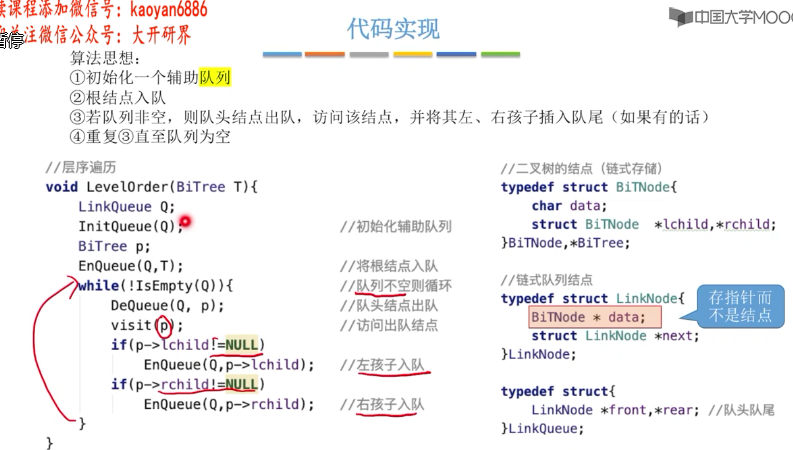 课程添加微信号：kaoyan6886
关注微信公众号：大开研界
暂停
中国大学MOOC
代码实现
算法思想：
①初始化一个辅助队列
②根结点入队
③若队列非空，则队头结点出队，访问该结点，并将其左、右孩子插入队尾（如果有的话）
④重复③直至队列为空
//层序遍历
void LevelOrder(BiTree T){
LinkQueue Q;
InitQueue(Q); //初始化辅助队列
BiTree p;
EnQueue(Q,T); //将根结点入队
while(!IsEmpty(Q)){ //队列不空则循环
DeQueue(Q, p); //队头结点出队
visit(p); //访问出队结点
if(p->lchild!=NULL)
EnQueue(Q,p->lchild); //左孩子入队
if(p->rchild!=NULL)
EnQueue(Q,p->rchild); //右孩子入队
}
}
//二叉树的结点（链式存储）
typedef struct BiTNode{
char data;
struct BiTNode *lchild,*rchild;
}BiTNode,*BiTree;
//链式队列结点
typedef struct LinkNode{
BiTNode * data;
struct LinkNode *next;
}LinkNode;
存指针而
不是结点
typedef struct{
LinkNode *front,*rear; //队头队尾
}LinkQueue;